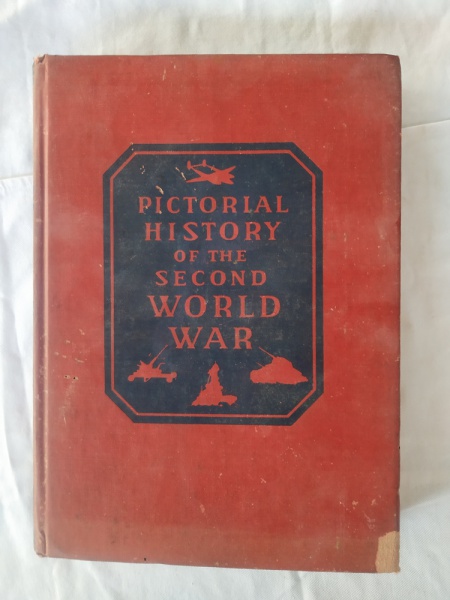 PICTORIAL
HISTORY
OF THE
SECOND
WORLD
WAR